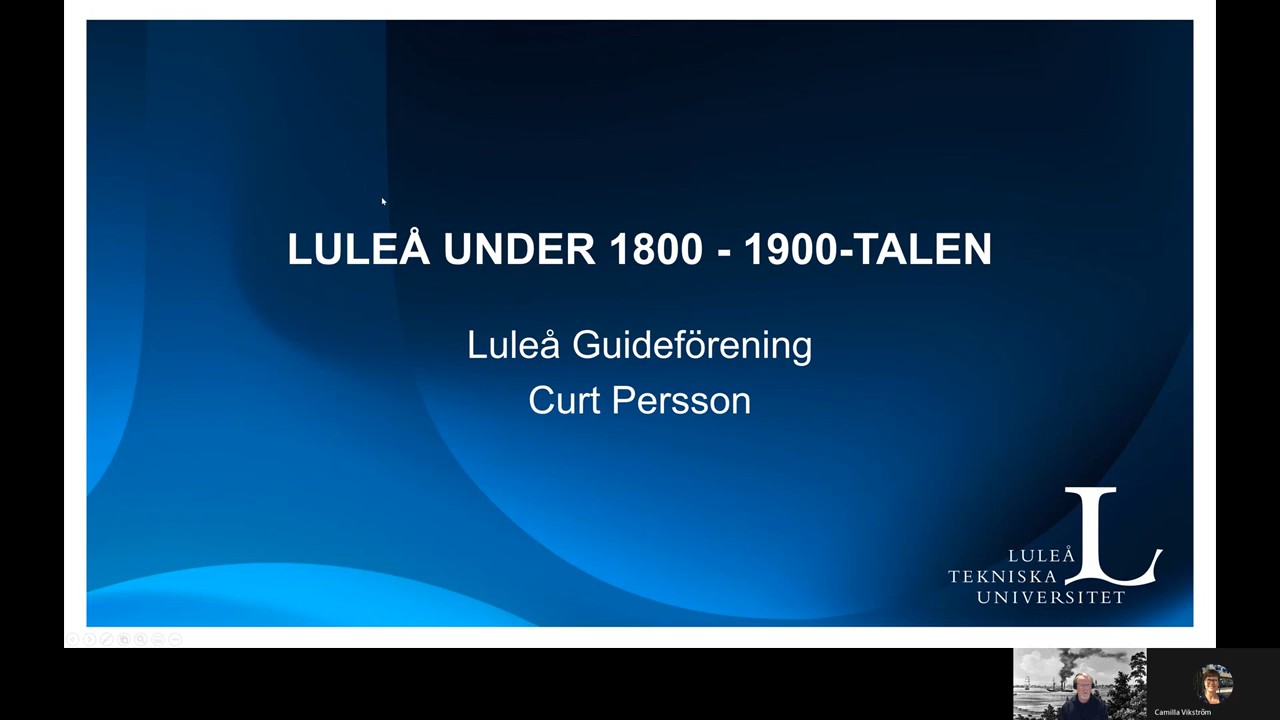 LULEÅ UNDER 1800 - 1900-TALEN
Luleå Guideförening
Curt Persson
LULEÅ
TEKNISKA
UNIVERSITET
Camilla Vikström